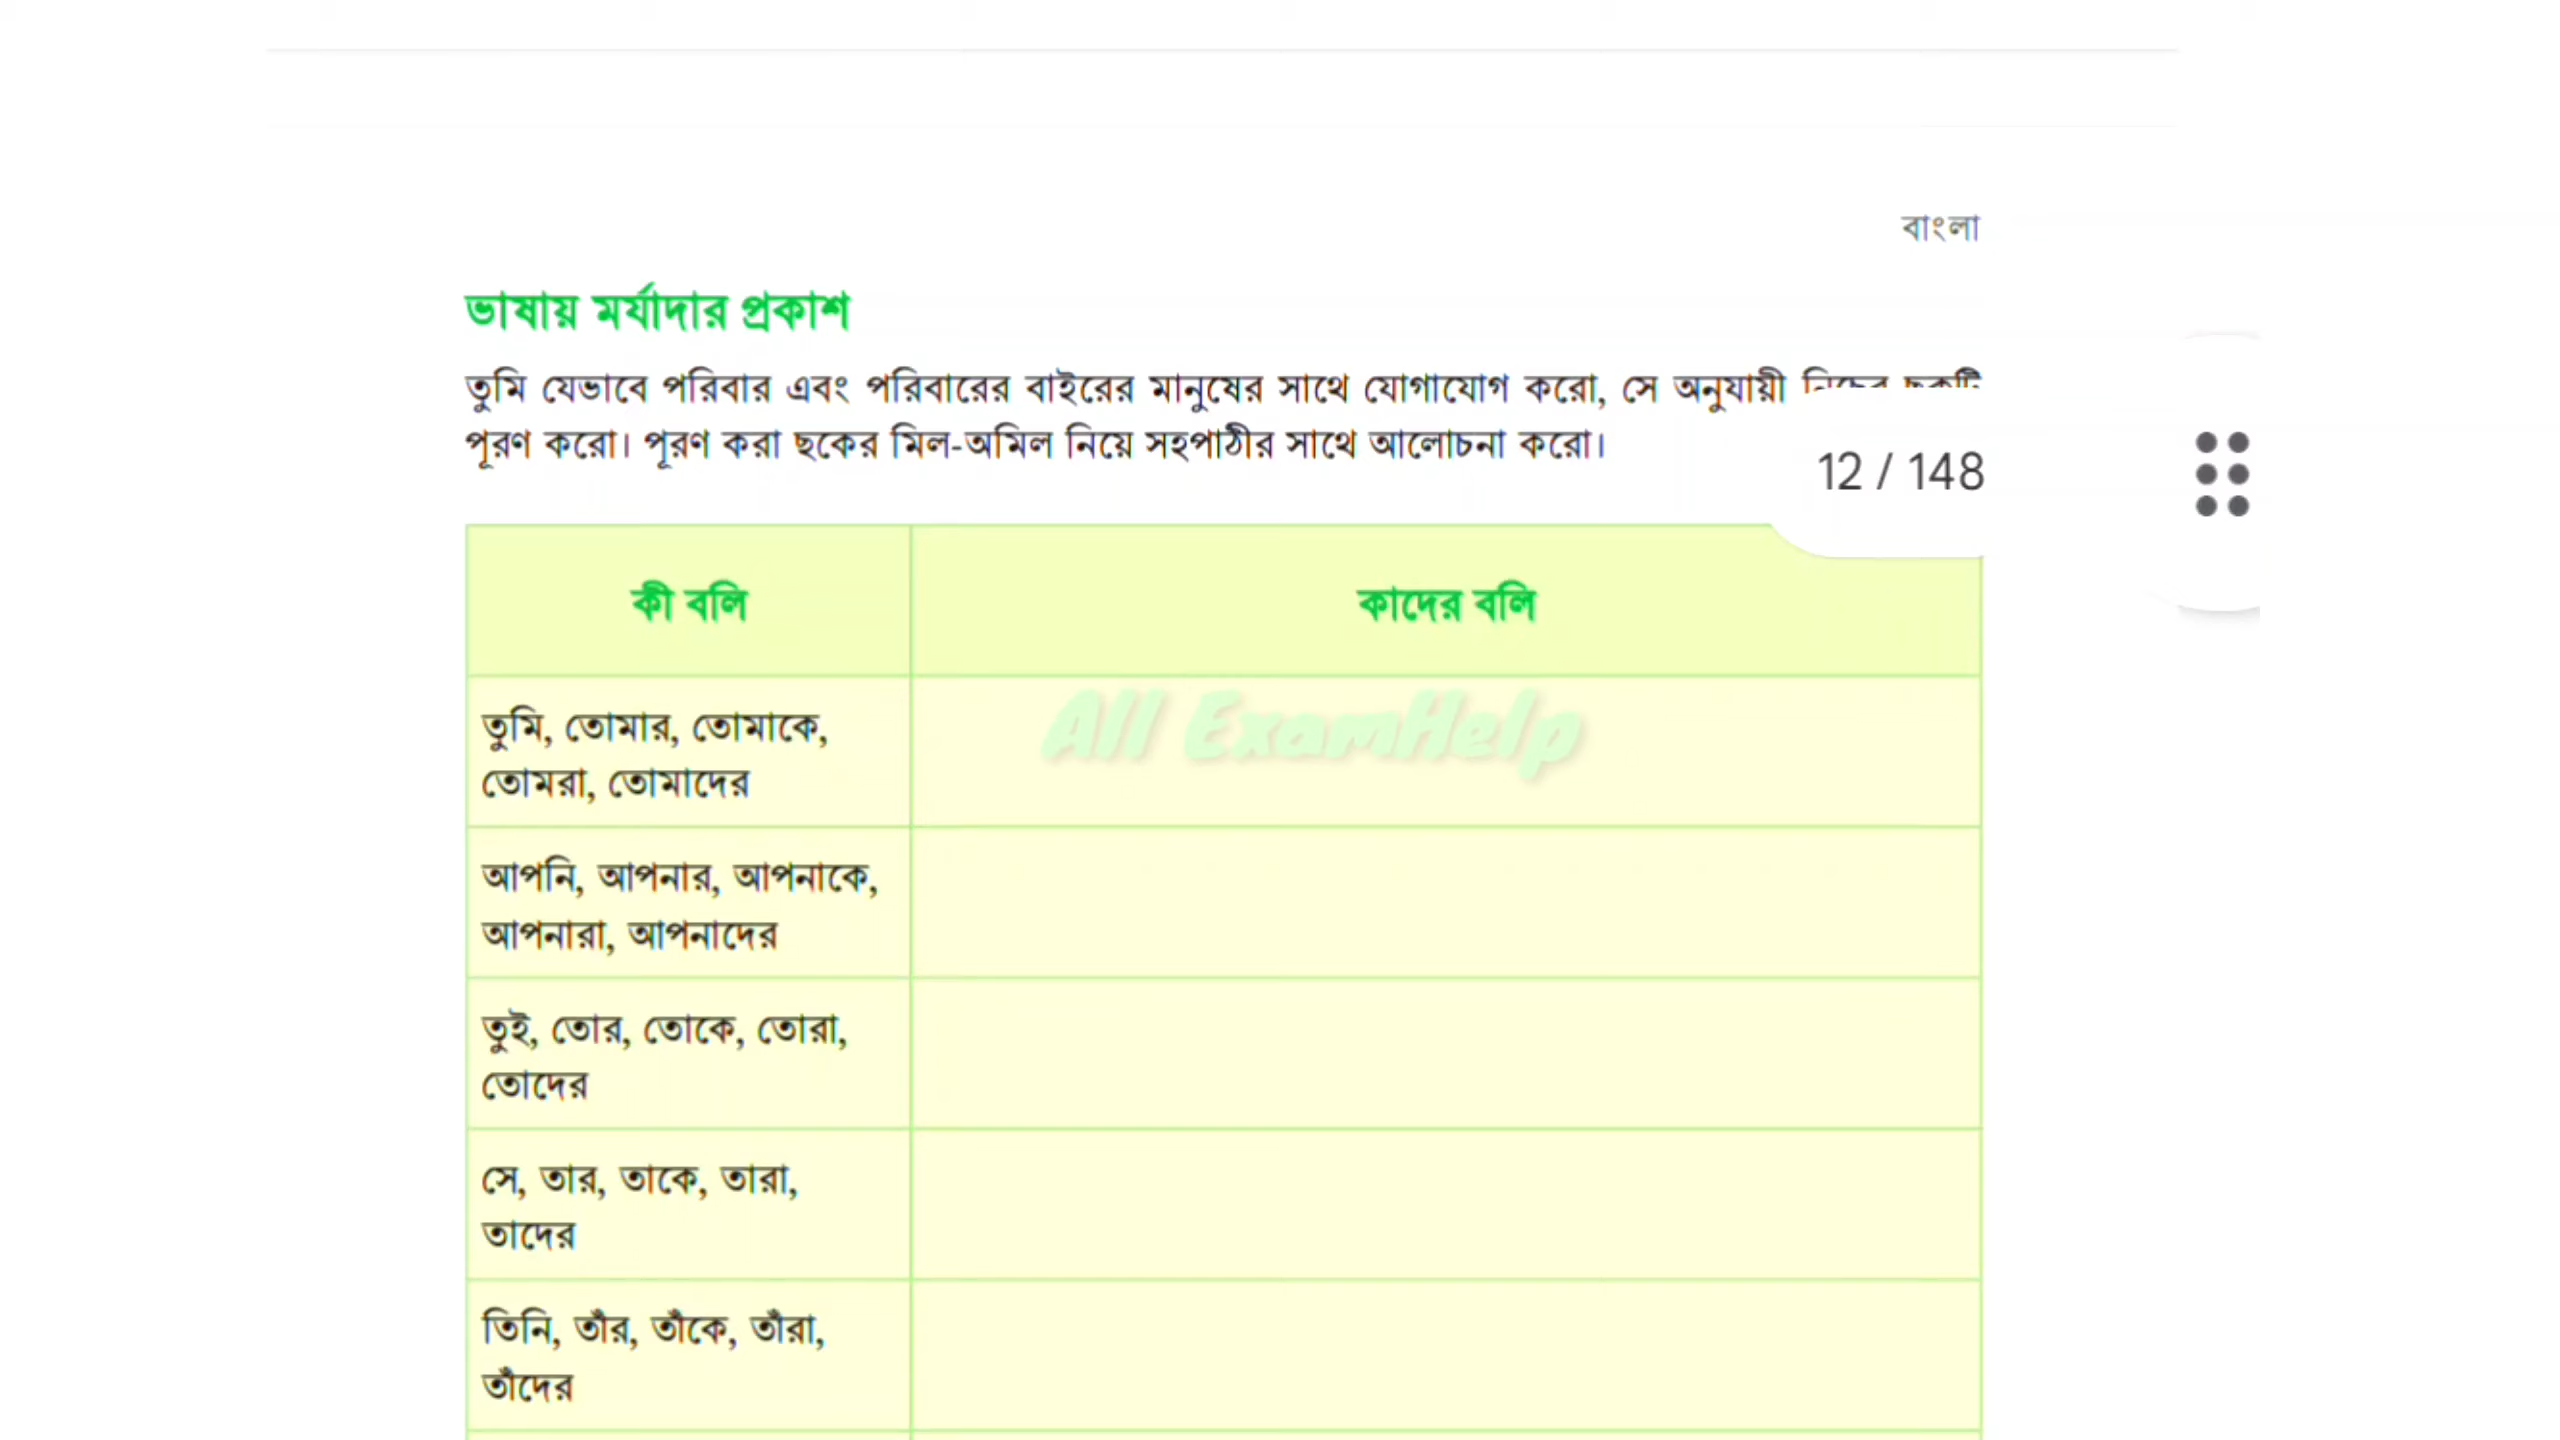 বাংলা
ভাষায় মর্যাদার প্রকাশ
তুমি যেভাবে পরিবার এবং পরিবারের বাইরের মানুষের সাথে যোগাযোগ করো, সে অনুযায়ী
পূরণ করো। পূরণ করা ছকের মিল-অমিল নিয়ে সহপাঠীর সাথে আলোচনা করো।
12 / 148
কী বলি
কাদের বলি
তুমি, তোমার, তোমাকে,
তোমরা, তোমাদের
All ExamHelp
আপনি, আপনার, আপনাকে,
আপনারা, আপনাদের
তুই, তোর, তোকে, তোরা,
তোদের
সে, তার, তাকে, তারা,
তাদের
তিনি, তাঁর, তাঁকে, তাঁরা,
তাঁদের